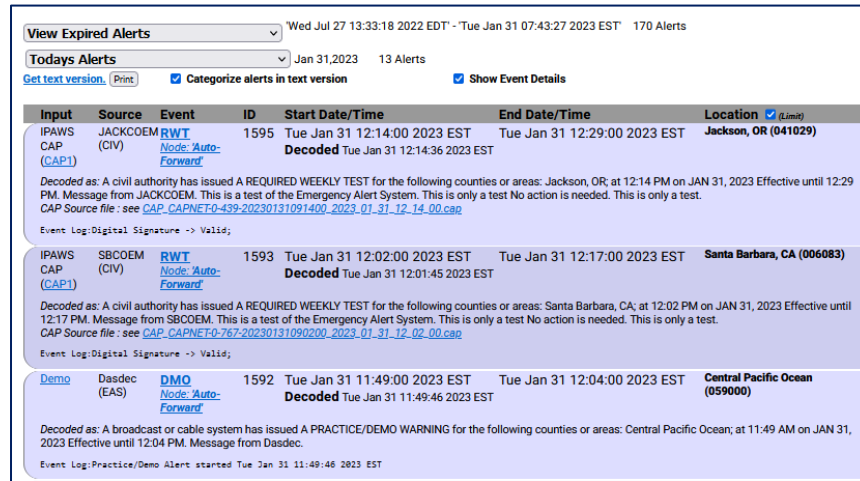 View Expired Alerts 'Wed Jul 27 13:33:18 2022 EDT' - 'Tue Jan 31 07:43:27 2023 EST' 170 Alerts
Todays Alerts Jan 31,2023 13 Alerts
Get text version. Print Categorize alerts in text version Show Event Details
Input Source Event ID Start Date/Time End Date/Time Location (Limit)
IPAWS JACKCOEM RWT 1595 Tue Jan 31 12:14:00 2023 EST Tue Jan 31 12:29:00 2023 EST Jackson, OR (041029)
CAP (CIV) Node: 'Auto- Decoded Tue Jan 31 12:14:36 2023 EST
(CAP1) Forward'
Decoded as: A civil authority has issued A REQUIRED WEEKLY TEST for the following counties or areas: Jackson, OR; at 12:14 PM on JAN 31, 2023 Effective until 12:29
PM. Message from JACKCOEM. This is a test of the Emergency Alert System. This is only a test No action is needed. This is only a test.
CAP Source file : see CAP_CAPNET-0-439-20230131091400_2023_01_31_12_14_00.cap
Event Log:Digital Signature -> Valid;
IPAWS SBCOEM RWT 1593 Tue Jan 31 12:02:00 2023 EST Tue Jan 31 12:17:00 2023 EST Santa Barbara, CA (006083)
CAP (CIV) Node: 'Auto- Decoded Tue Jan 31 12:01:45 2023 EST
(CAP1) Forward'
Decoded as: A civil authority has issued A REQUIRED WEEKLY TEST for the following counties or areas: Santa Barbara, CA; at 12:02 PM on JAN 31, 2023 Effective until
12:17 PM. Message from SBCOEM. This is a test of the Emergency Alert System. This is only a test No action is needed. This is only a test.
CAP Source file : see CAP_CAPNET-0-767-20230131090200_2023_01_31_12_02_00.cap
Event Log:Digital Signature -> Valid;
Demo Dasdec DMO 1592 Tue Jan 31 11:49:00 2023 EST Tue Jan 31 12:04:00 2023 EST Central Pacific Ocean
(EAS) Node: 'Auto- Decoded Tue Jan 31 11:49:46 2023 EST (059000)
Forward'
Decoded as: A broadcast or cable system has issued A PRACTICE/DEMO WARNING for the following counties or areas: Central Pacific Ocean; at 11:49 AM on JAN 31,
2023 Effective until 12:04 PM. Message from Dasdec.
Event Log:Practice/Demo Alert started Tue Jan 31 11:49:46 2023 EST